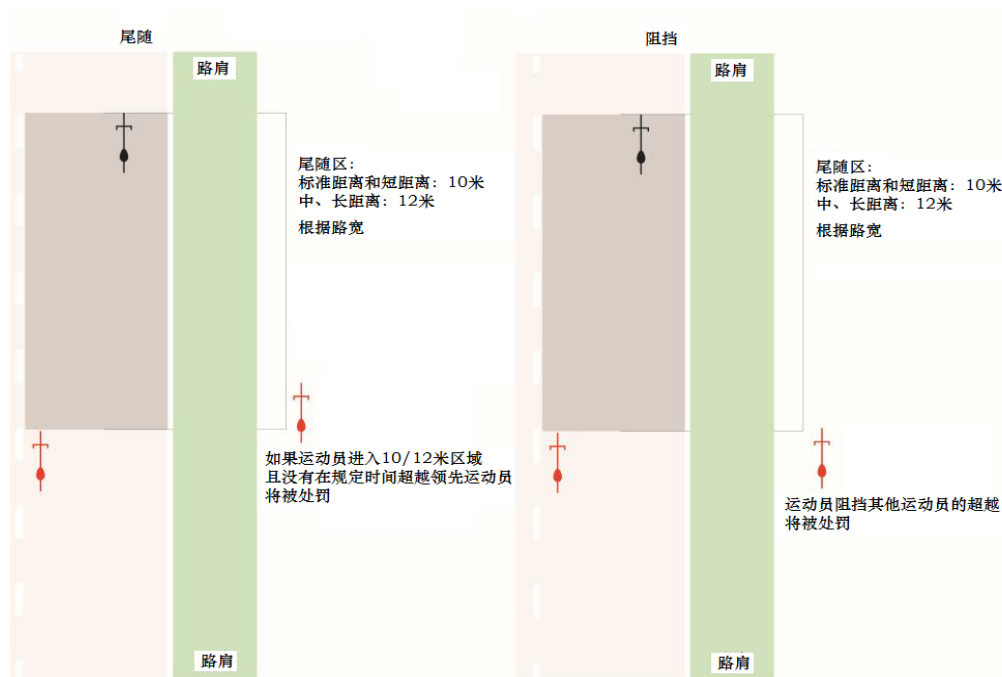 尾随
路肩
尾随区：
标准距离和短距离：10米
中、长距离：12米
根据路宽
如果运动员进入10/12米区域
且没有在规定时间超越领先运动员
将被处罚
路肩
阻挡
路肩
尾随区：
标准距离和短距离：10米
中、长距离：12米
根据路宽
运动员阻挡其他运动员的超越
将被处罚
路肩